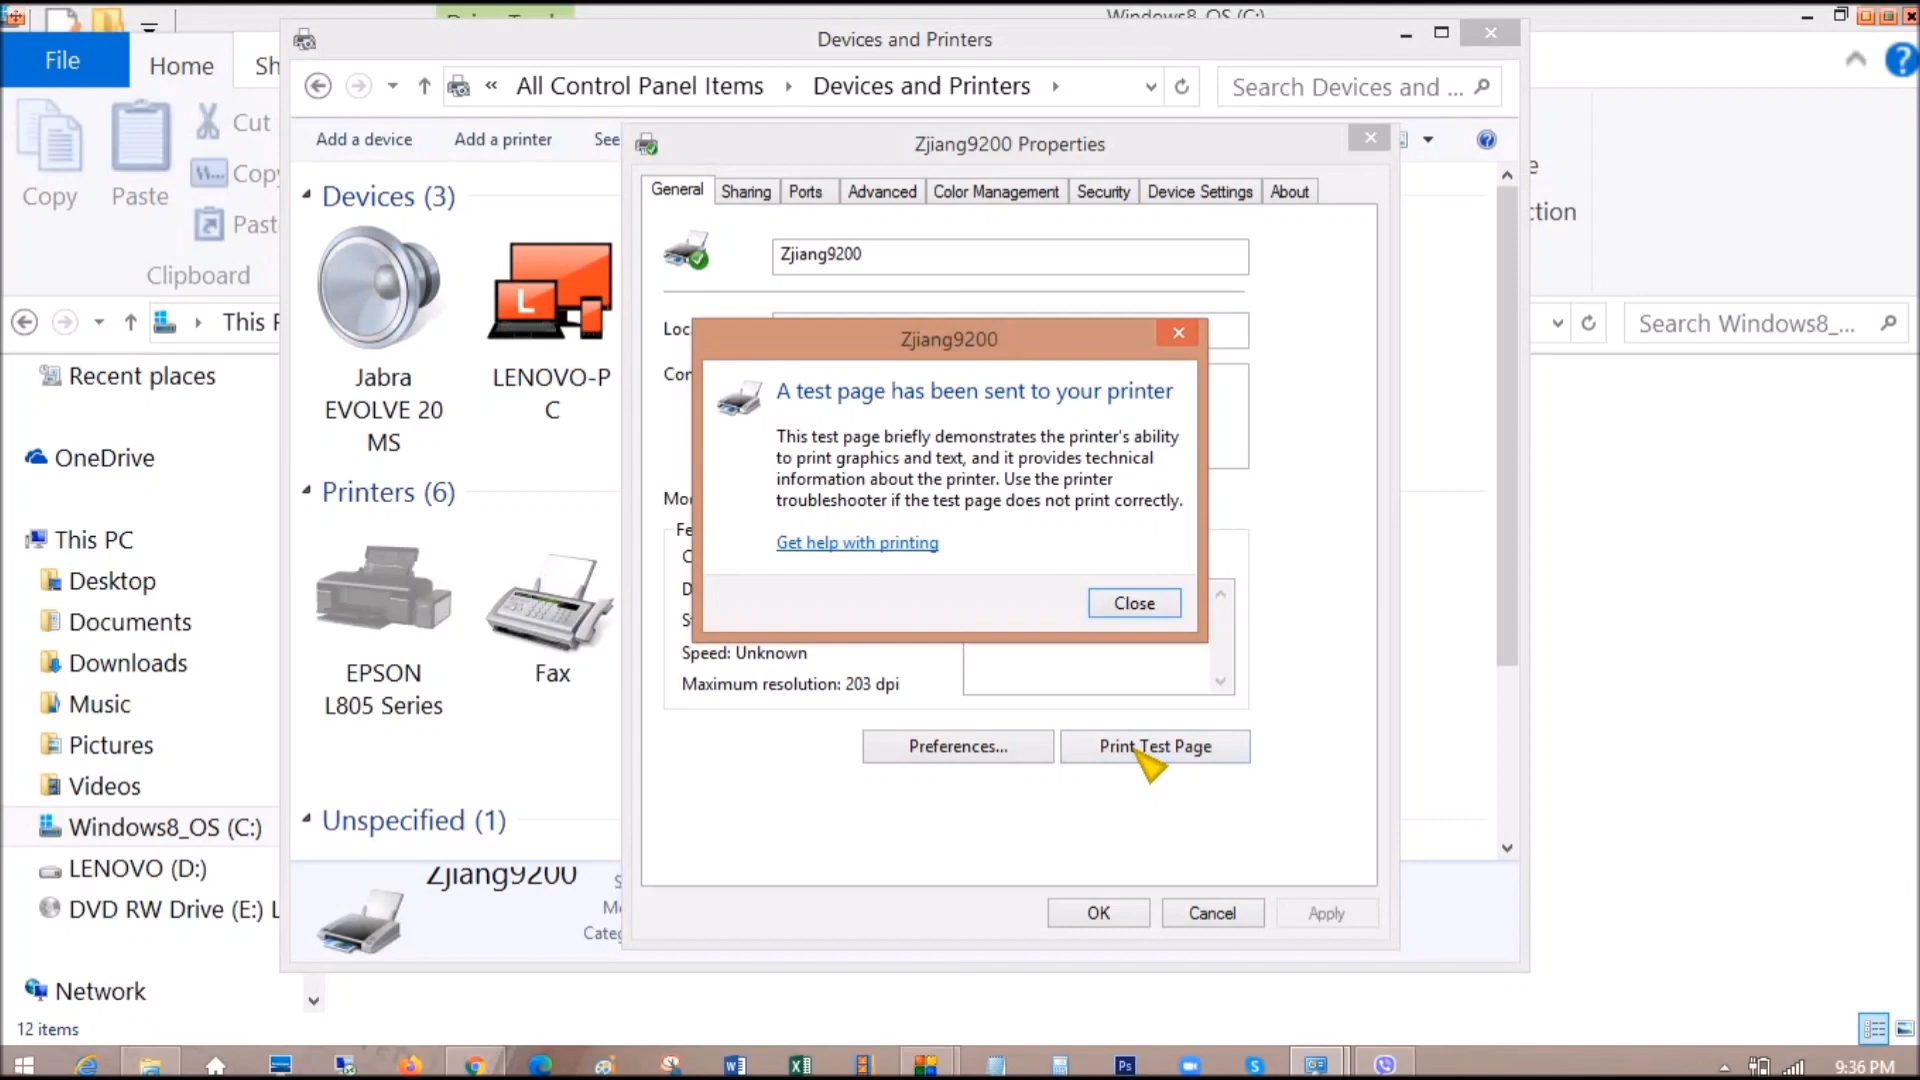 Windows8_OS (C:)
File
Home
Sh
Copy
Paste
Cut
Copy
Past
Clipboard
This P
Search Windows8_...
Recent places
OneDrive
This PC
Desktop
Documents
Downloads
Music
Pictures
Videos
Windows8_OS (C:)
LENOVO (D:)
DVD RW Drive (E:) L
Network
12 items
Devices and Printers
« All Control Panel Items Devices and Printers
Search Devices and ...
Add a device Add a printer See
Devices (3)
Jabra
EVOLVE 20
MS
LENOVO-P
C
Printers (6)
EPSON
L805 Series
Fax
Unspecified (1)
Zjiang9200
Zjiang9200 Properties
General Sharing Ports Advanced Color Management Security Device Settings About
Zjiang9200
Loc
Zjiang9200
A test page has been sent to your printer
This test page briefly demonstrates the printer's ability
to print graphics and text, and it provides technical
information about the printer. Use the printer
troubleshooter if the test page does not print correctly.
Get help with printing
Close
Speed: Unknown
Maximum resolution: 203 dpi
Preferences... Print Test Page
OK Cancel Apply
9:36 PM